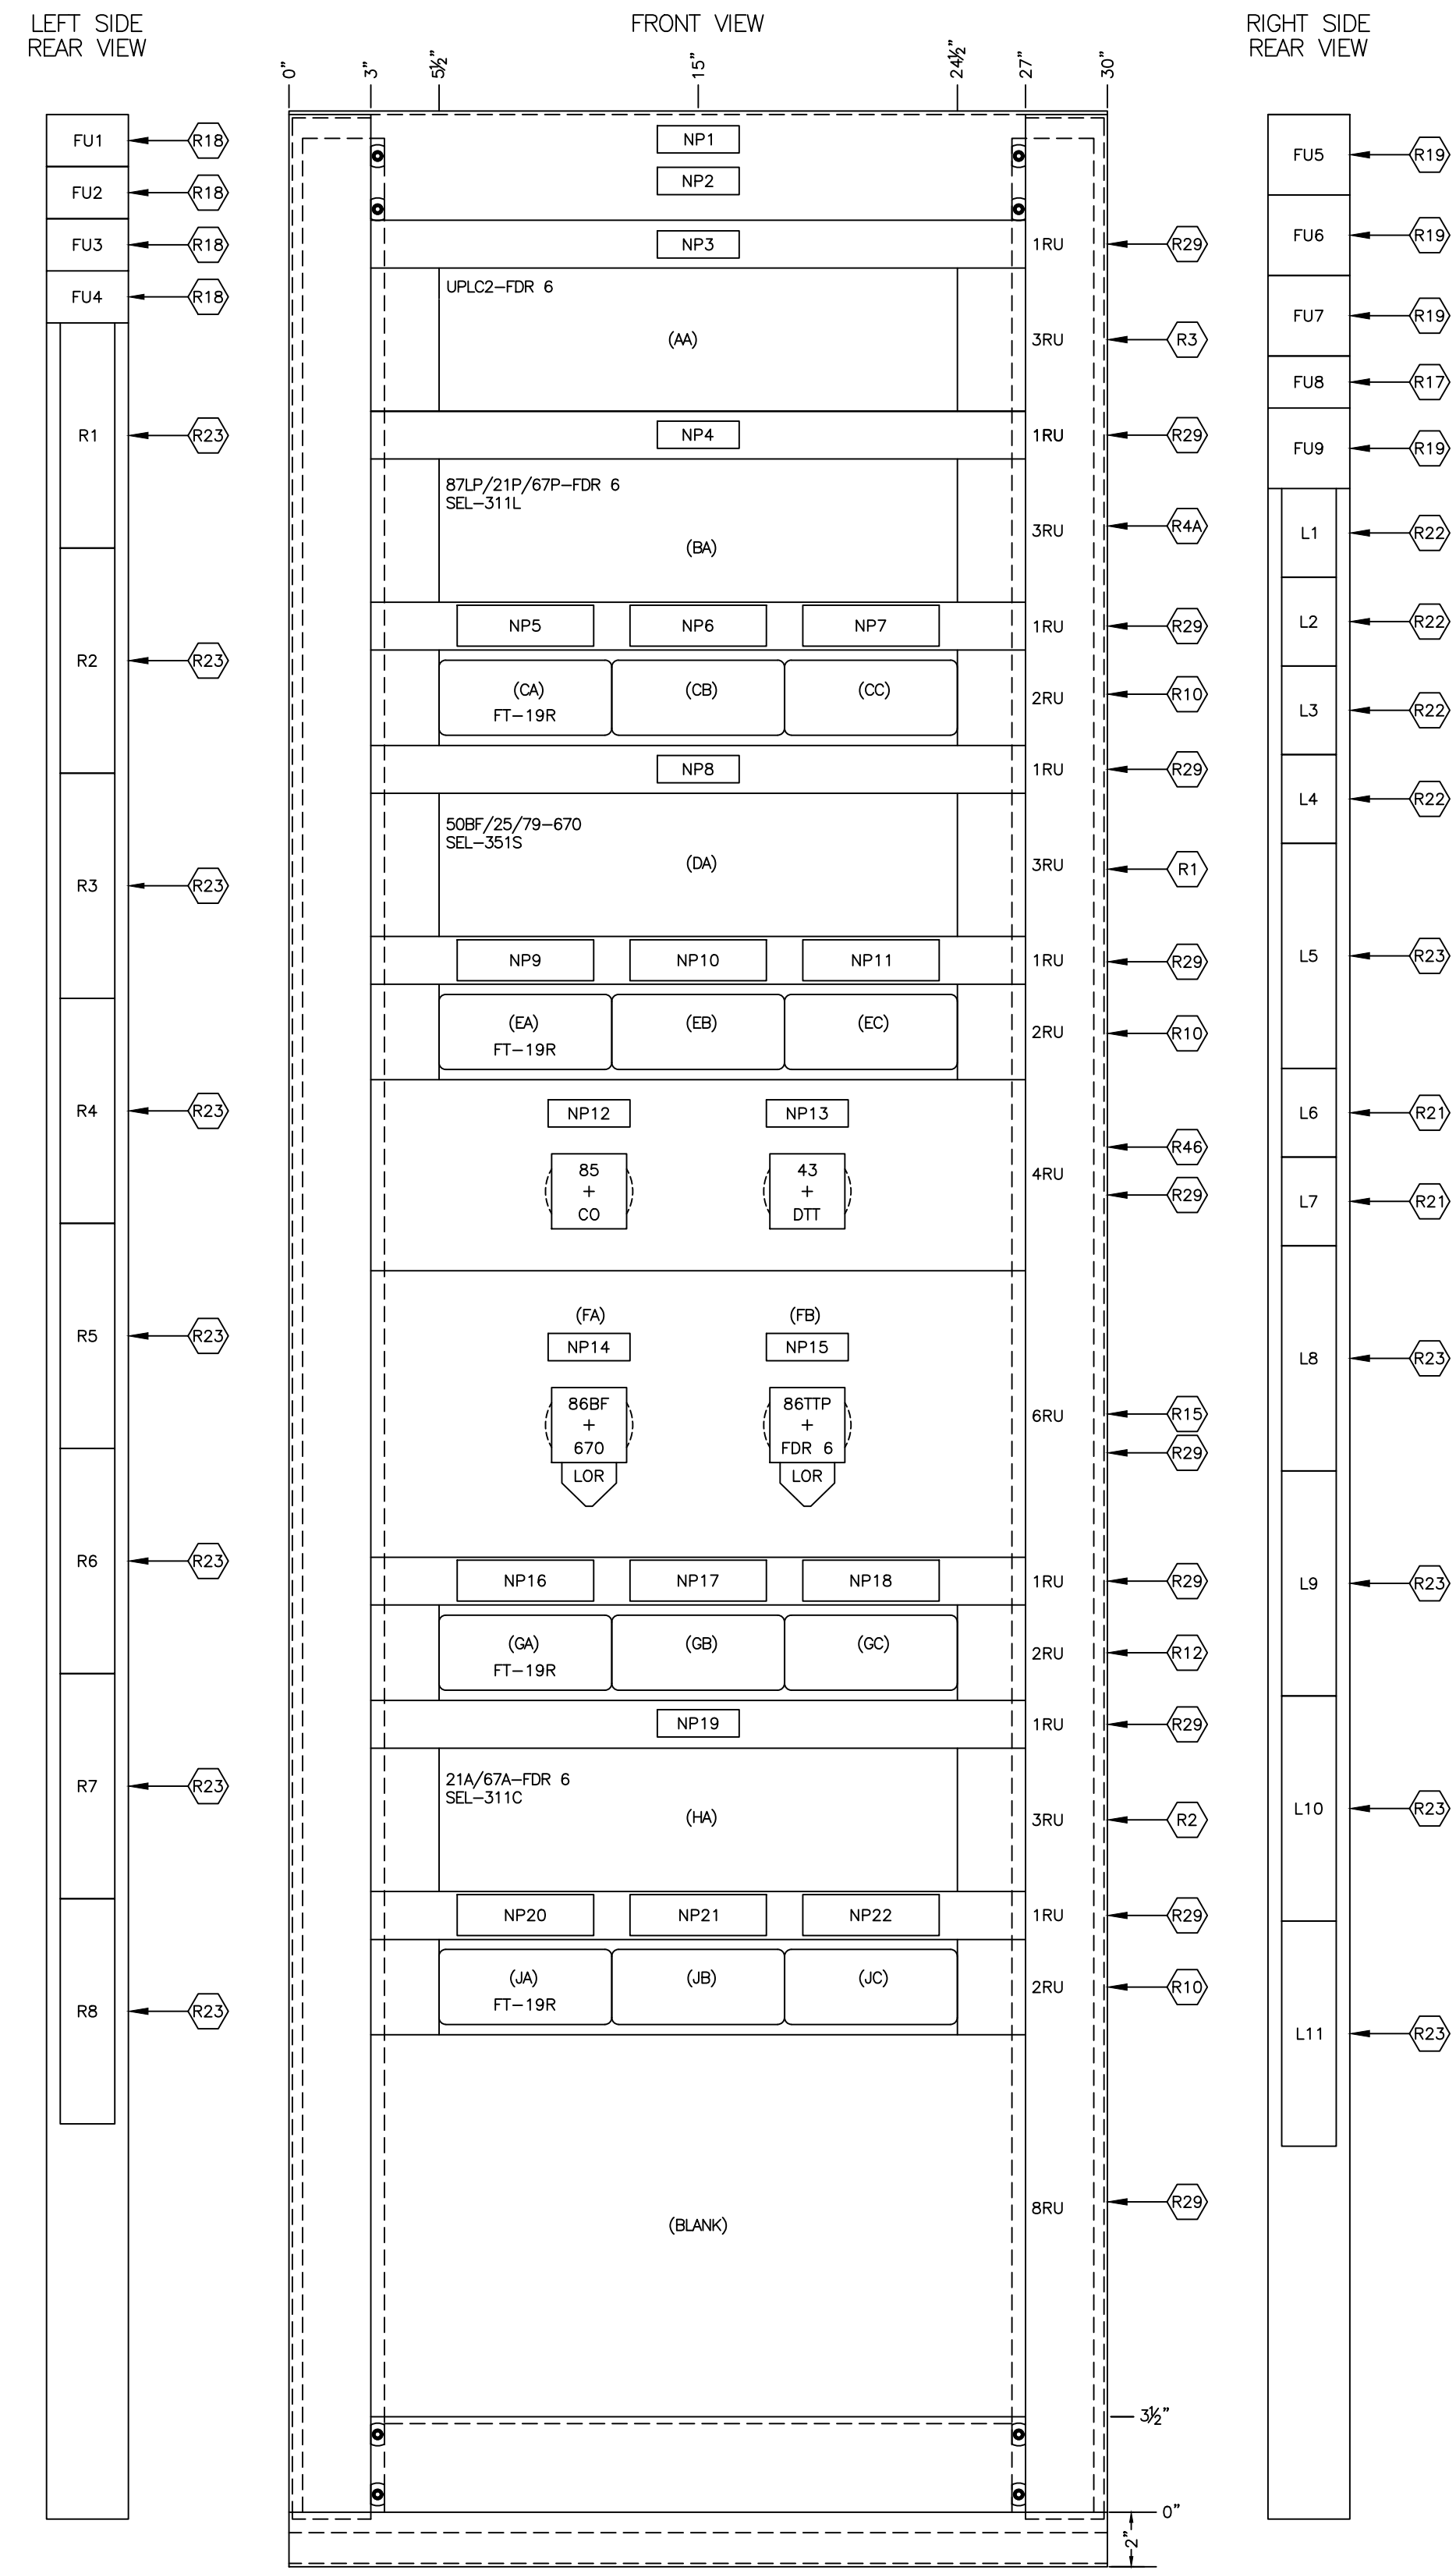 LEFT SIDE
REAR VIEW
FRONT VIEW
RIGHT SIDE
REAR VIEW
0"
3"
5½"
15"
24½"
27"
30"
FU1
R18
FU2
R18
FU3
R18
FU4
R18
R1
R23
R2
R23
R3
R23
R4
R23
R5
R23
R6
R23
R7
R23
R8
R23
NP1
NP2
NP3
1RU
R29
UPLC2-FDR 6
(AA)
3RU
R3
NP4
1RU
R29
87LP/21P/67P-FDR 6
SEL-311L
(BA)
3RU
R4A
NP5
NP6
NP7
1RU
R29
(CA)
(CB)
(CC)
FT-19R
2RU
R10
NP8
1RU
R29
50BF/25/79-670
SEL-351S
(DA)
3RU
R1
NP9
NP10
NP11
1RU
R29
(EA)
(EB)
(EC)
FT-19R
2RU
R10
NP12
NP13
85
+
CO
43
+
DTT
4RU
R46
R29
(FA)
(FB)
NP14
NP15
86BF
+
670
LOR
86TTP
+
FDR 6
LOR
6RU
R15
R29
NP16
NP17
NP18
1RU
R29
(GA)
(GB)
(GC)
FT-19R
2RU
R12
NP19
1RU
R29
21A/67A-FDR 6
SEL-311C
(HA)
3RU
R2
NP20
NP21
NP22
1RU
R29
(JA)
(JB)
(JC)
FT-19R
2RU
R10
(BLANK)
8RU
R29
3½"
0"
2"
FU5
R19
FU6
R19
FU7
R19
FU8
R17
FU9
R19
L1
R22
L2
R22
L3
R22
L4
R22
L5
R23
L6
R21
L7
R21
L8
R23
L9
R23
L10
R23
L11
R23